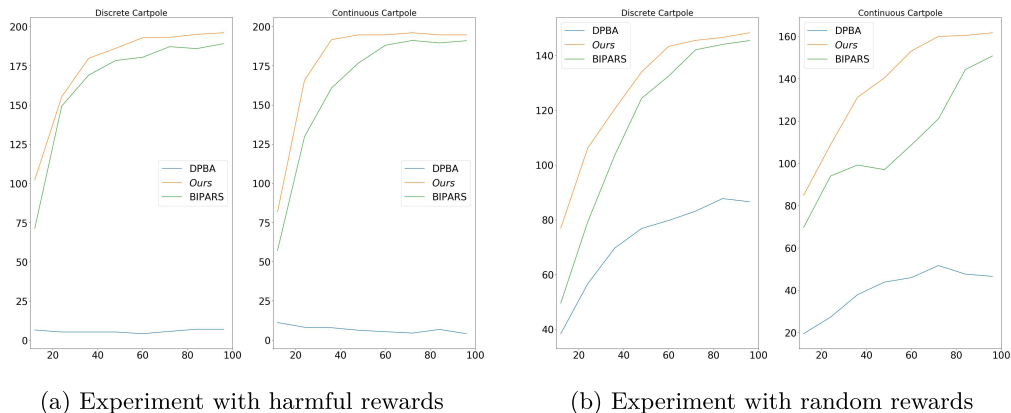 Discrete Cartpole
200
175
150
125
100
75
50
25
0
20 40 60 80 100
DPBA
Ours
BIPARS
Continuous Cartpole
200
175
150
125
100
75
50
25
0
20 40 60 80 100
DPBA
Ours
BIPARS
(a) Experiment with harmful rewards
Discrete Cartpole
DPBA
Ours
BIPARS
140
120
100
80
60
40
20 40 60 80 100
Continuous Cartpole
DPBA
Ours
BIPARS
160
140
120
100
80
60
40
20
20 40 60 80 100
(b) Experiment with random rewards